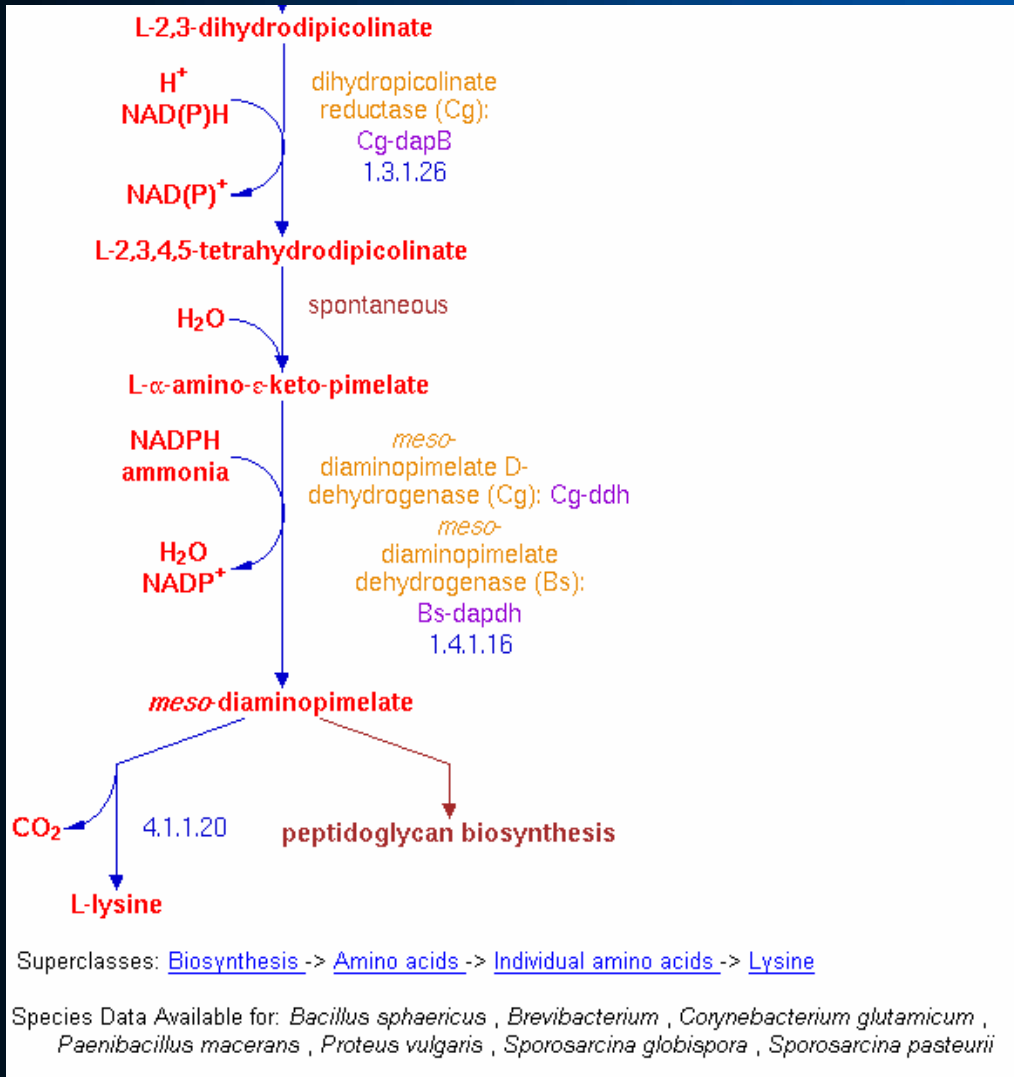 L-2,3-dihydrodipicolinate
H+
NAD(P)H
NAD(P)+
dihydropicolinate
reductase (Cg):
Cg-dapB
1.3.1.26
L-2,3,4,5-tetrahydrodipicolinate
H2O
spontaneous
L-α-amino-ε-keto-pimelate
NADPH
ammonia
H2O
NADP+
meso-
diaminopimelate D-
dehydrogenase (Cg): Cg-ddh
meso-
diaminopimelate
dehydrogenase (Bs):
Bs-dapdh
1.4.1.16
meso-diaminopimelate
CO2
4.1.1.20
peptidoglycan biosynthesis
L-lysine
Superclasses: Biosynthesis -> Amino acids -> Individual amino acids -> Lysine
Species Data Available for: Bacillus sphaericus , Brevibacterium , Corynebacterium glutamicum ,
Paenibacillus macerans , Proteus vulgaris , Sporosarcina globispora , Sporosarcina pasteurii